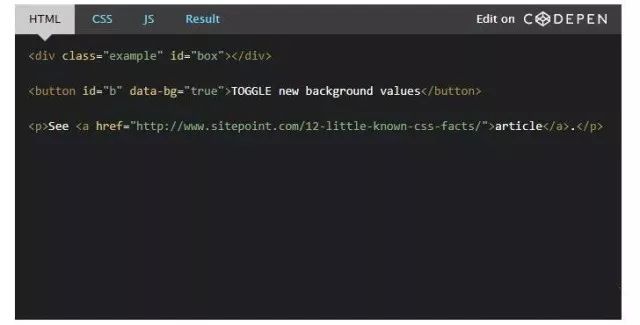 HTML CSS JS Result Edit on CODEPEN
<div class="example" id="box"></div>
<button id="b" data-bg="true">TOGGLE new background values</button>
<p>See <a href="http://www.sitepoint.com/12-little-known-css-facts/">article</a>.</p>